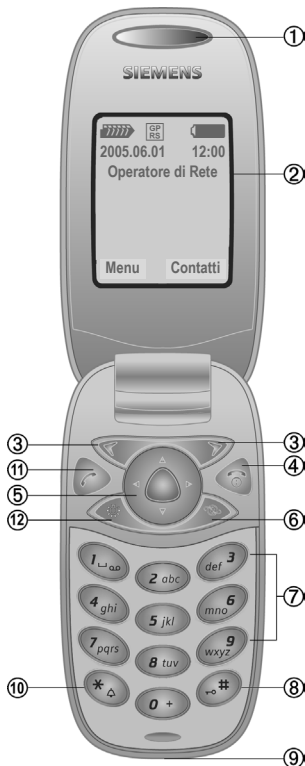 ①
SIEMENS
GP
RS
2005.06.01 12:00
②
Operatore di Rete
Menu Contatti
③ ③
⑪ ④
⑤ ⑥
⑫
1 ␣ 2 abc def 3
4 ghi 5 jkl mno 6
⑦
7 pqrs 8 tuv wxyz 9
⑩ * 0 + # ⑧
⑨